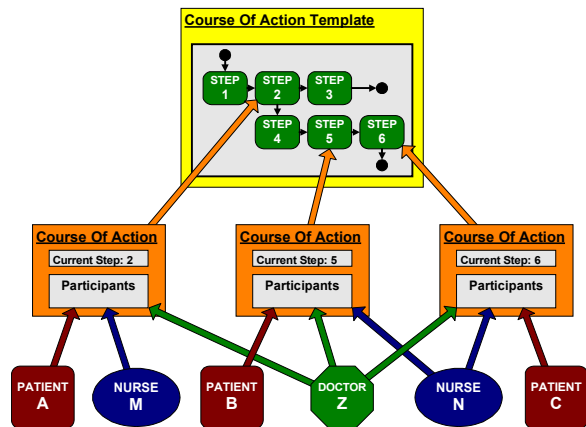 Course Of Action Template
STEP
1
STEP
2
STEP
3
STEP
4
STEP
5
STEP
6
Course Of Action
Current Step: 2
Participants
Course Of Action
Current Step: 5
Participants
Course Of Action
Current Step: 6
Participants
PATIENT
A
NURSE
M
PATIENT
B
DOCTOR
Z
NURSE
N
PATIENT
C